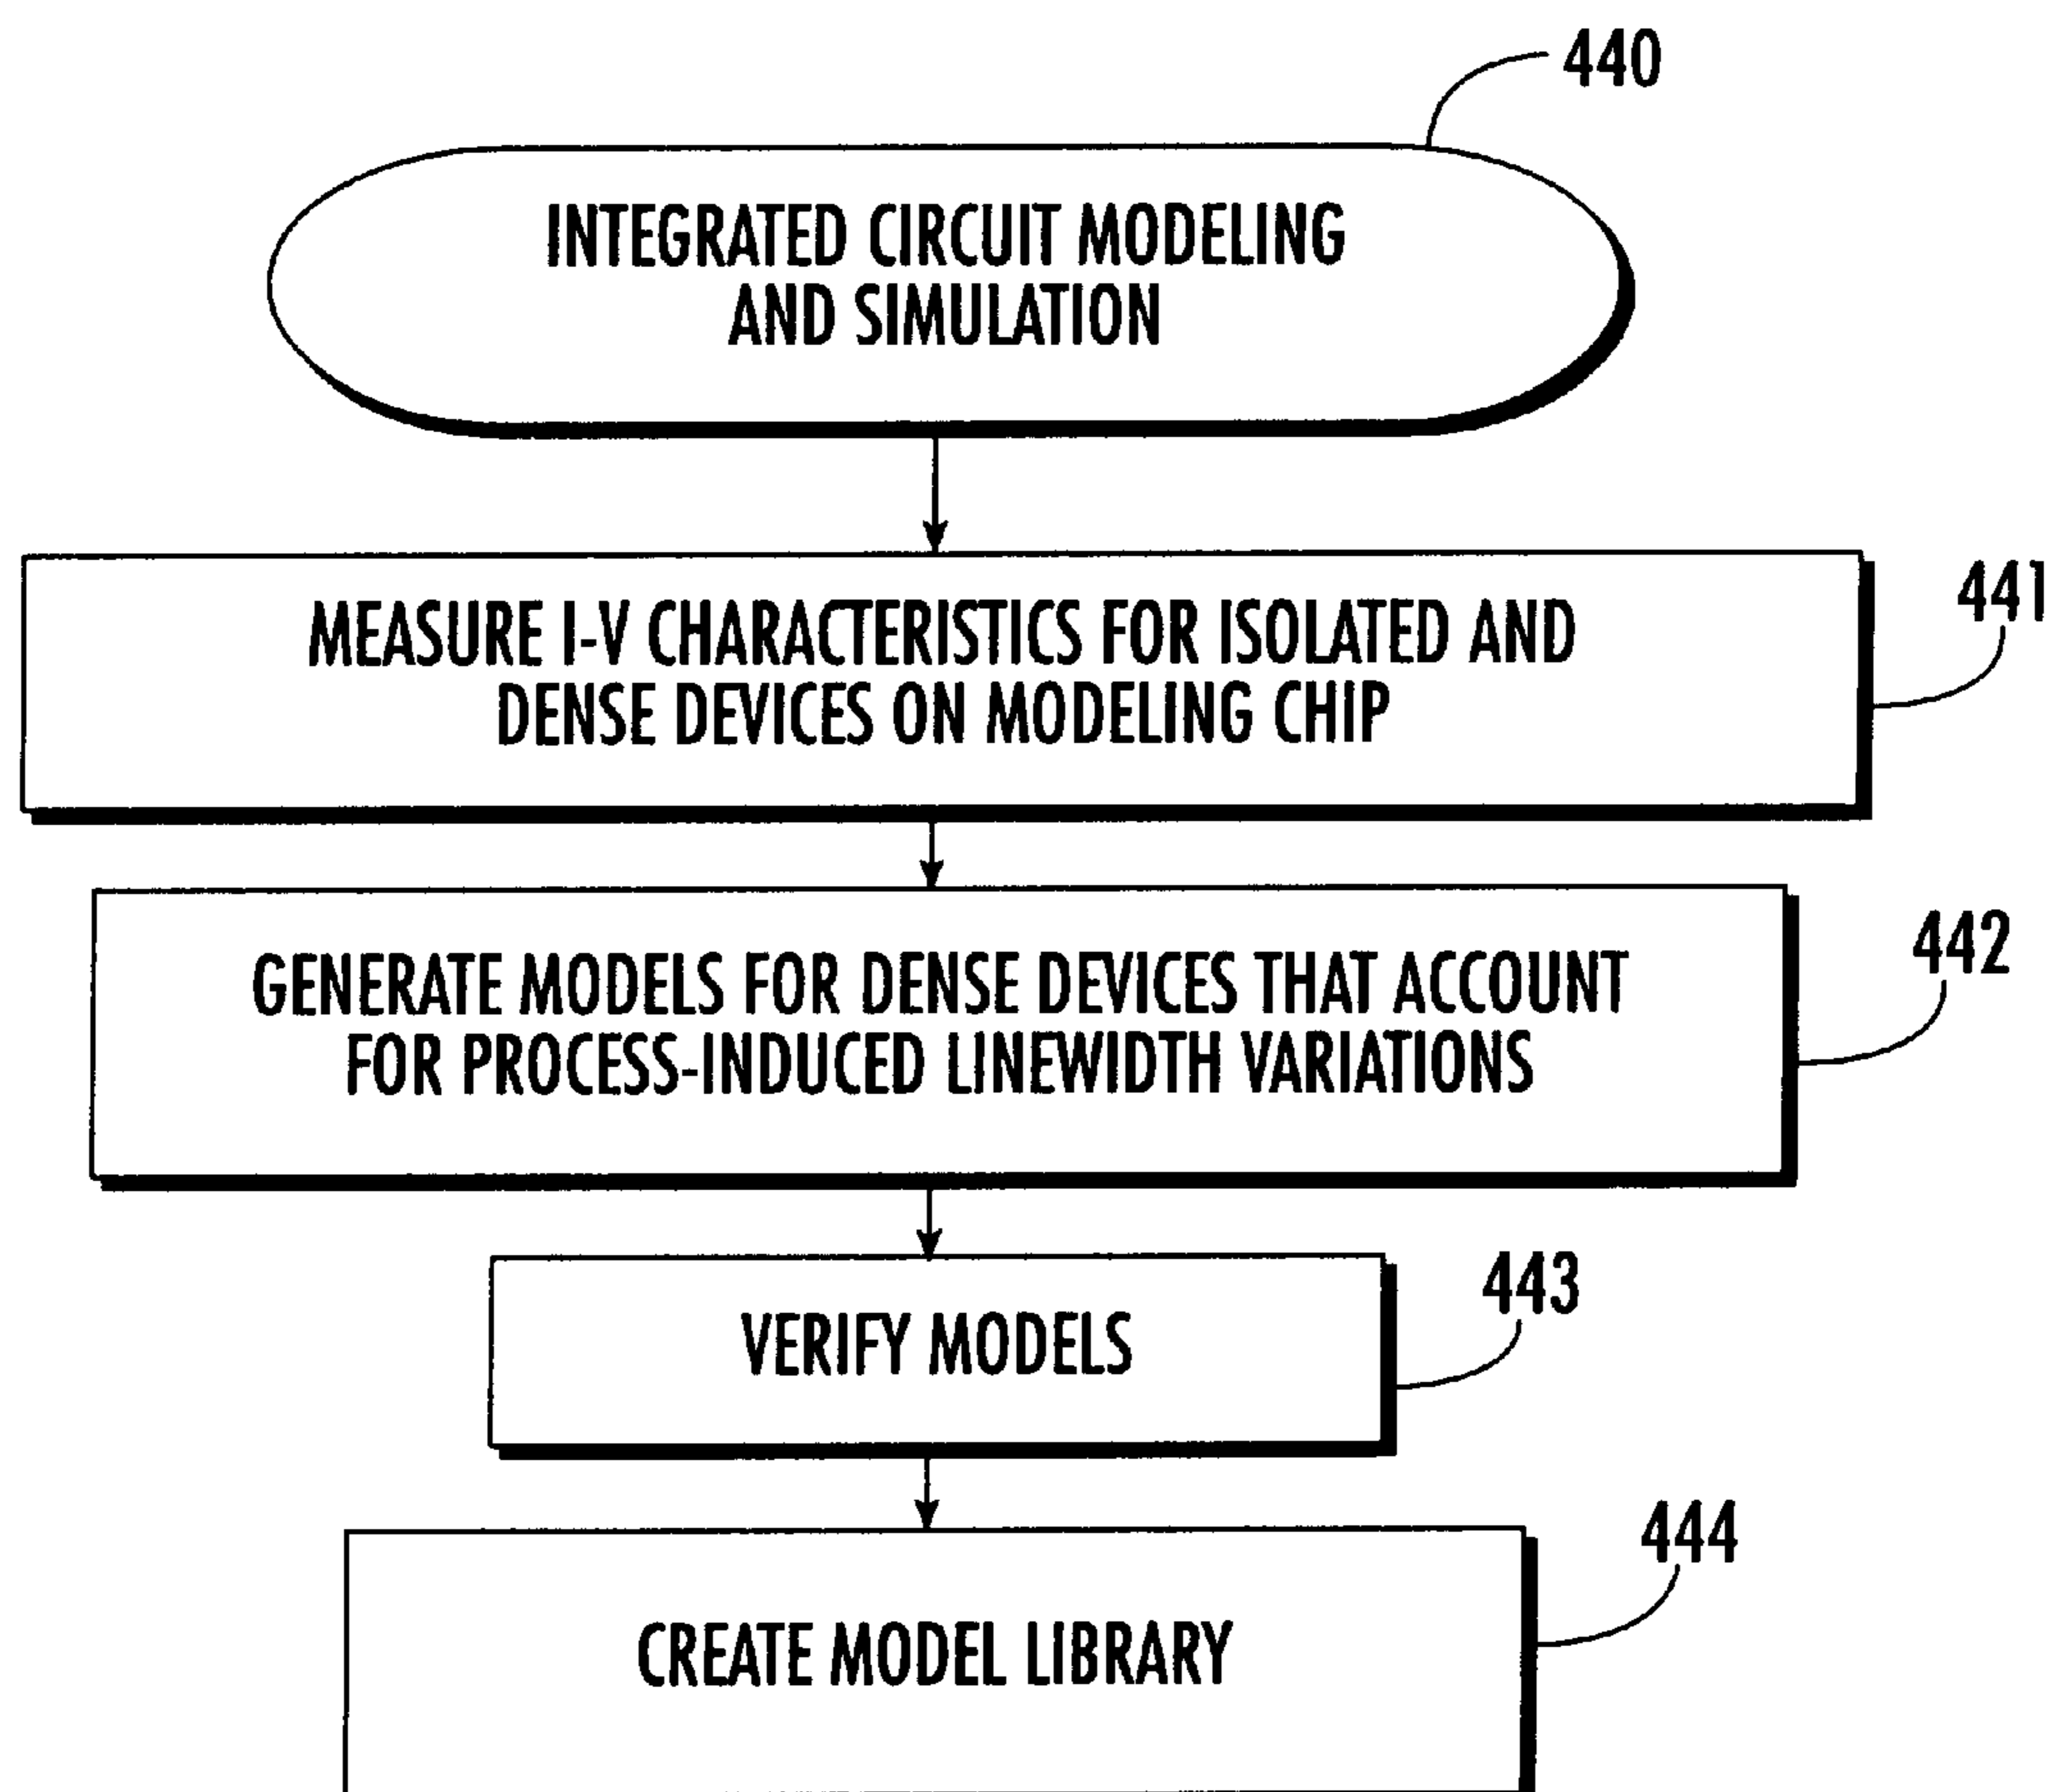 440
INTEGRATED CIRCUIT MODELING
AND SIMULATION
441
MEASURE I-V CHARACTERISTICS FOR ISOLATED AND
DENSE DEVICES ON MODELING CHIP
442
GENERATE MODELS FOR DENSE DEVICES THAT ACCOUNT
FOR PROCESS-INDUCED LINEWIDTH VARIATIONS
443
VERIFY MODELS
444
CREATE MODEL LIBRARY